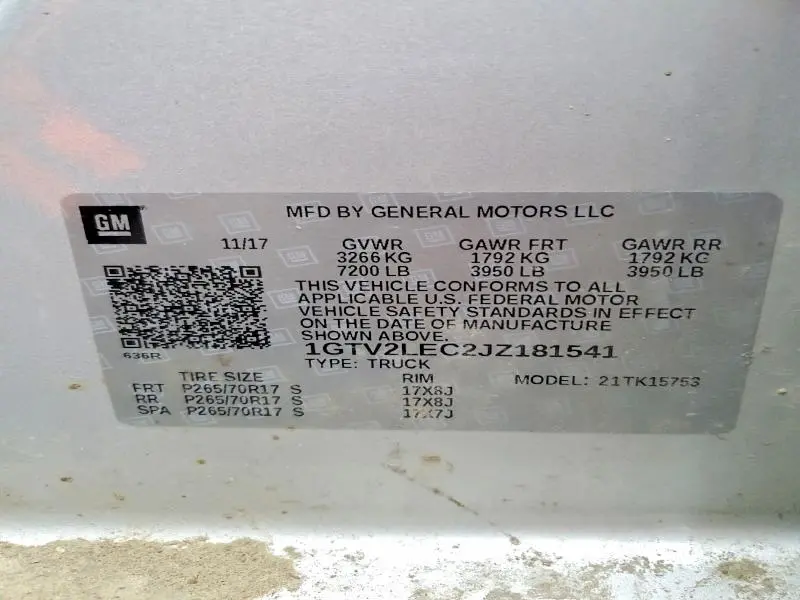 GM
MFD BY GENERAL MOTORS LLC
11/17 GVWR GAWR FRT GAWR RR
3266 KG 1792 KG 1792 KG
7200 LB 3950 LB 3950 LB
THIS VEHICLE CONFORMS TO ALL
APPLICABLE U.S. FEDERAL MOTOR
VEHICLE SAFETY STANDARDS IN EFFECT
ON THE DATE OF MANUFACTURE
SHOWN ABOVE.
636R 1GTV2LEC2JZ181541
TYPE: TRUCK
TIRE SIZE RIM MODEL: 21TK15753
FRT P265/70R17 S 17X8J
RR P265/70R17 S 17X8J
SPA P265/70R17 S 17X7J